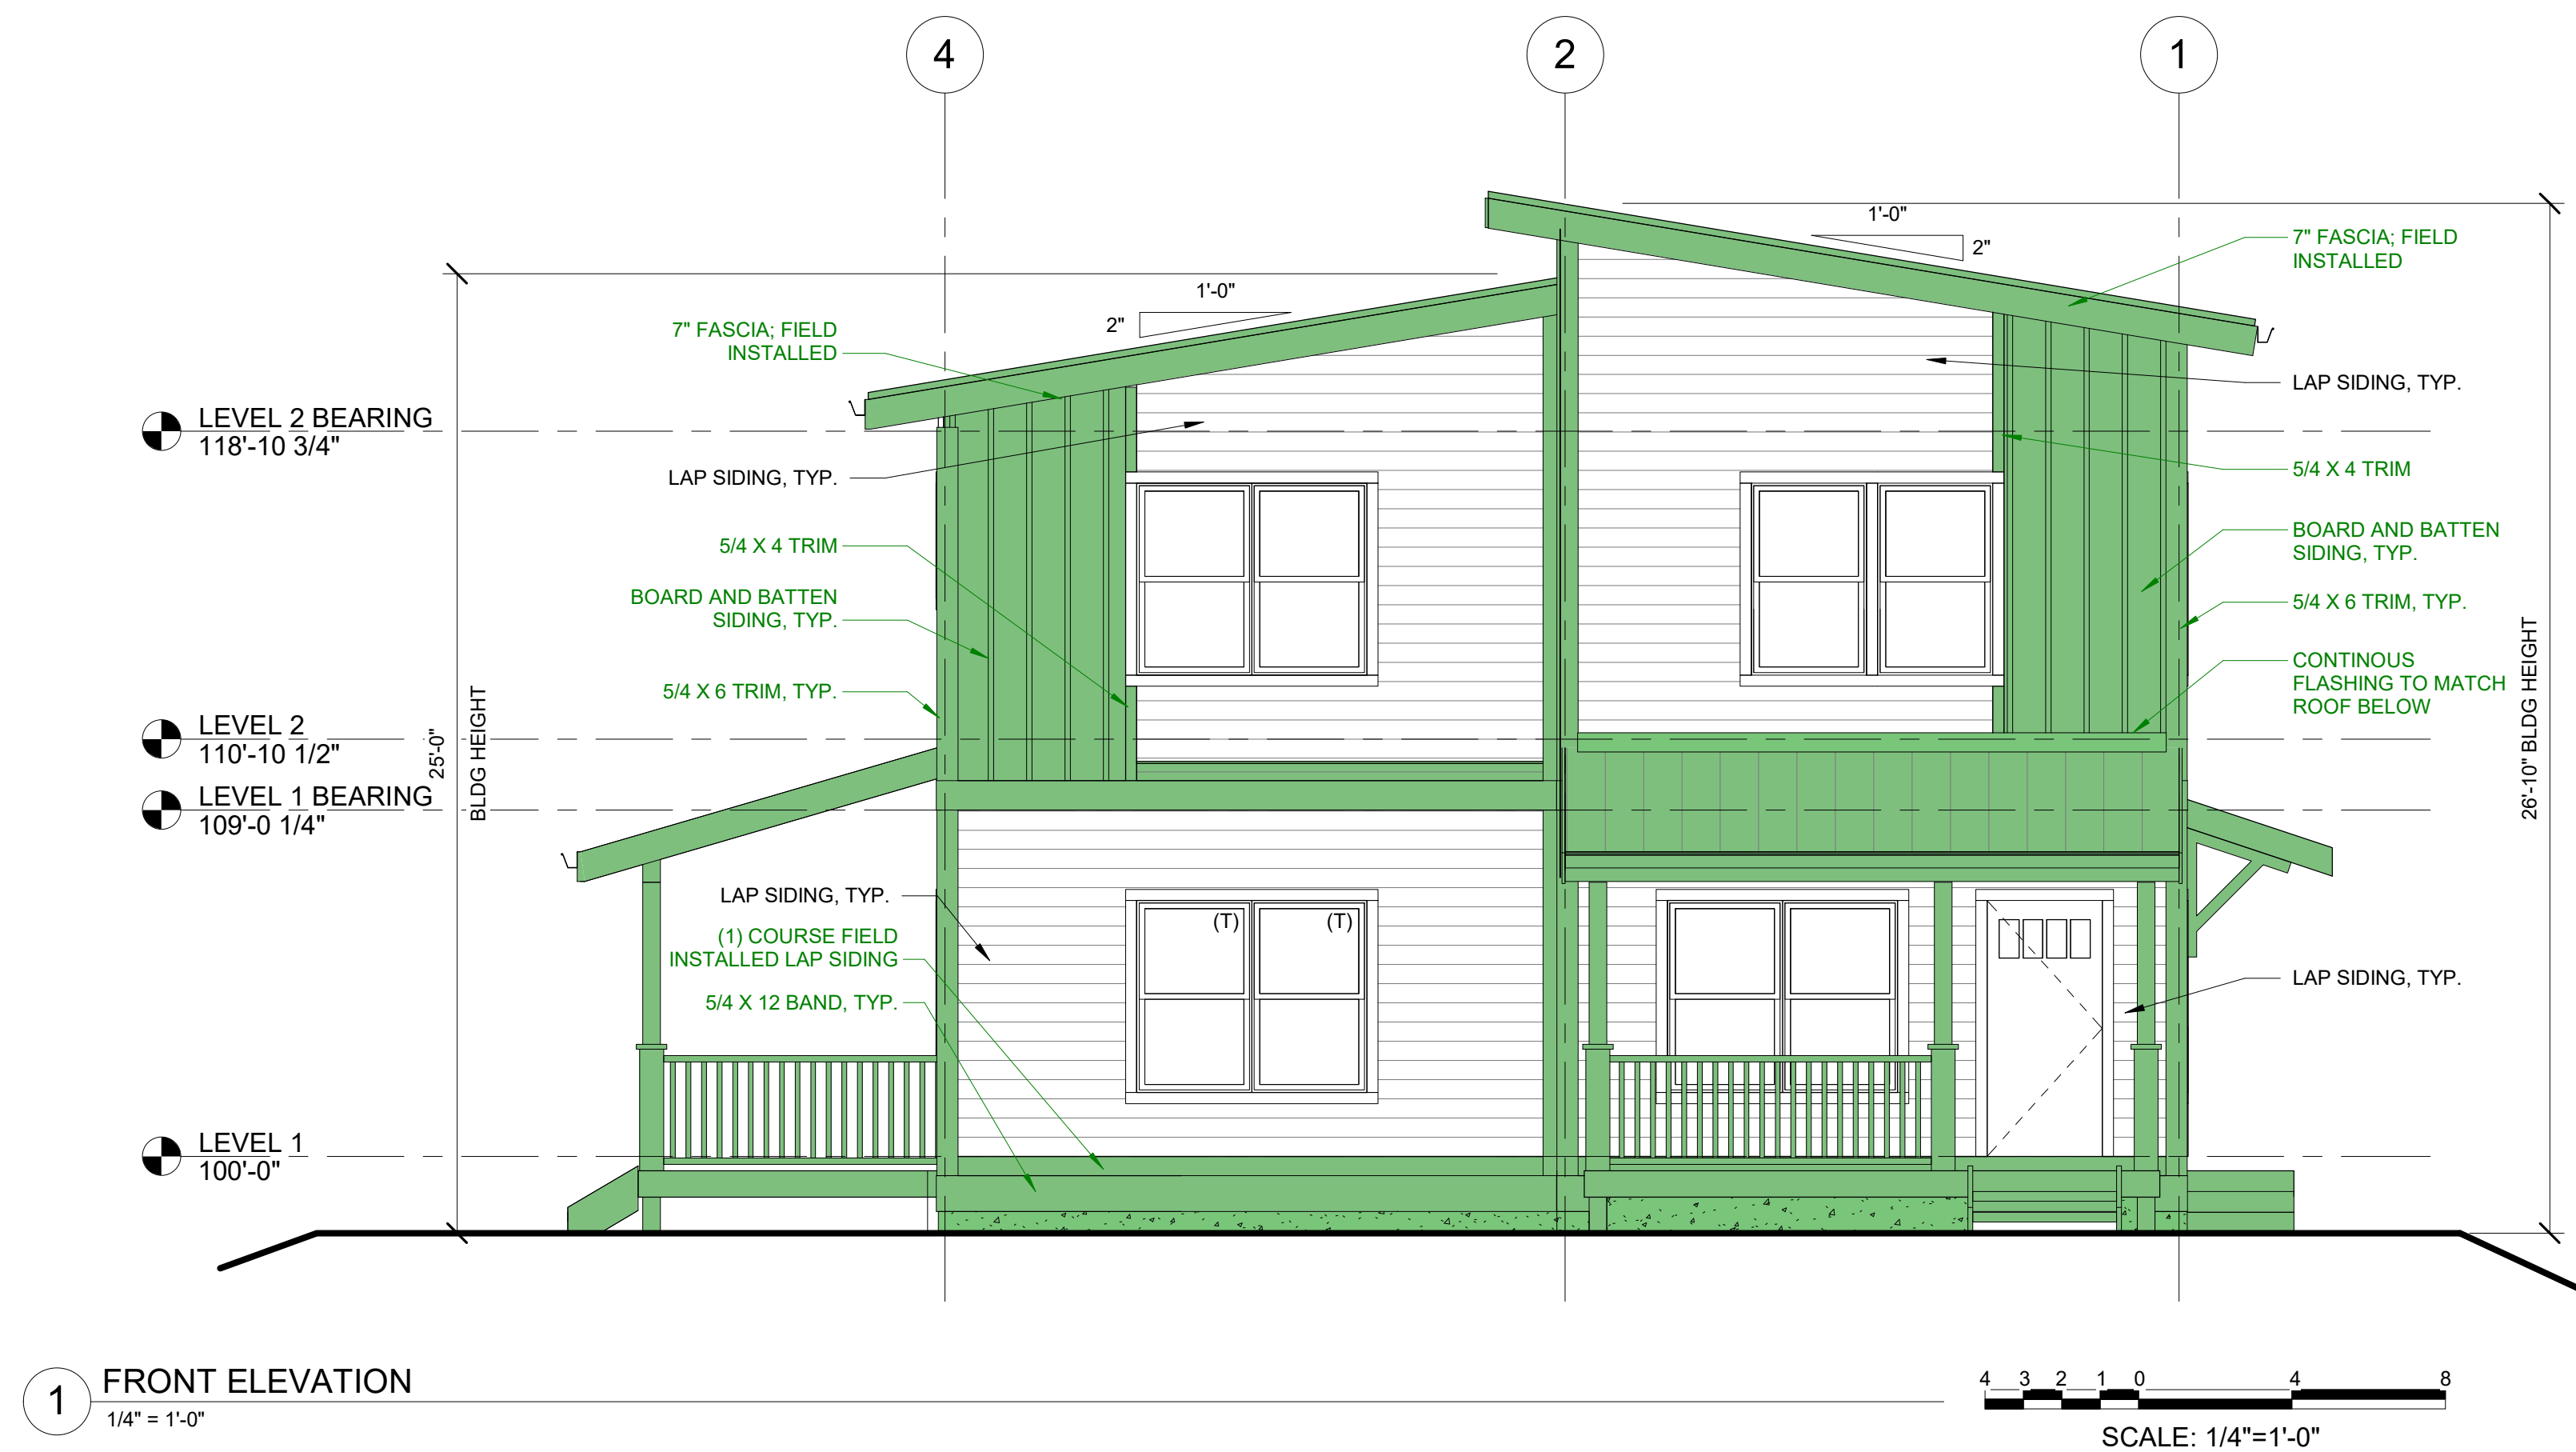 4
2
1
1'-0"
2"
7" FASCIA; FIELD
INSTALLED
1'-0"
2"
7" FASCIA; FIELD
INSTALLED
LAP SIDING, TYP.
LEVEL 2 BEARING
118'-10 3/4"
LAP SIDING, TYP.
5/4 X 4 TRIM
5/4 X 4 TRIM
BOARD AND BATTEN
SIDING, TYP.
BOARD AND BATTEN
SIDING, TYP.
5/4 X 6 TRIM, TYP.
5/4 X 6 TRIM, TYP.
CONTINOUS
FLASHING TO MATCH
ROOF BELOW
LEVEL 2
110'-10 1/2"
25'-0"
BLDG HEIGHT
26'-10" BLDG HEIGHT
LEVEL 1 BEARING
109'-0 1/4"
LAP SIDING, TYP.
(T)
(T)
(1) COURSE FIELD
INSTALLED LAP SIDING
5/4 X 12 BAND, TYP.
LAP SIDING, TYP.
LEVEL 1
100'-0"
1
FRONT ELEVATION
1/4" = 1'-0"
4 3 2 1 0 4 8
SCALE: 1/4"=1'-0"